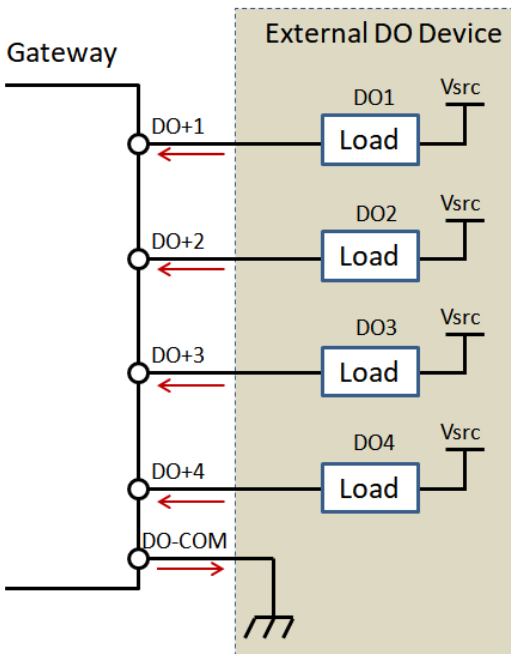 External DO Device
Gateway
DO1
Vsrc
DO+1
Load
DO2
Vsrc
DO+2
Load
DO3
Vsrc
DO+3
Load
DO4
Vsrc
DO+4
Load
DO-COM